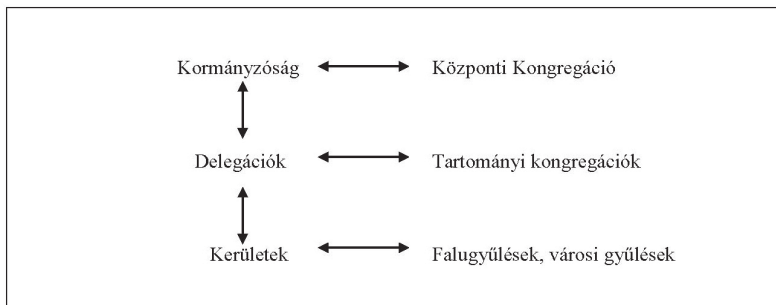 Kormányzóság Központi Kongregáció
Delegációk Tartományi kongregációk
Kerületek Falugyűlések, városi gyűlések